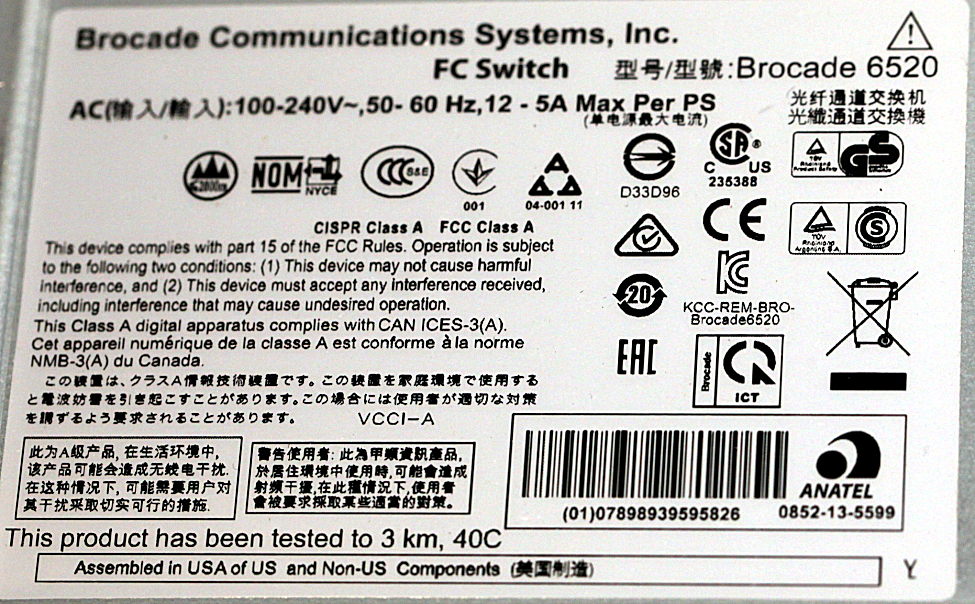 Brocade Communications Systems, Inc.
FC Switch 型号/型號:Brocade 6520
AC(输入/輸入):100-240V~,50- 60 Hz,12 - 5A Max Per PS
(单电源最大电流)
光纤通道交换机
光纖通道交換機
≤2000m
NOM
NYCE
CCC S&E
001
04-001 11
D33D96
SA®
C US
235388
TÜV
Rheinland
Product Safety
GS
CISPR Class A FCC Class A
This device complies with part 15 of the FCC Rules. Operation is subject
to the following two conditions: (1) This device may not cause harmful
interference, and (2) This device must accept any interference received,
including interference that may cause undesired operation.
This Class A digital apparatus complies with CAN ICES-3(A).
Cet appareil numérique de la classe A est conforme à la norme
NMB-3(A) du Canada.
この装置は、クラスA情報技術装置です。この装置を家庭環境で使用する
と電波妨害を引き起こすことがあります。この場合には使用者が適切な対策
を講ずるよう要求されることがあります。 VCCI-A
CE
TÜV
Rheinland
Argentina S.A.
S
20
KCC-REM-BRO-
Brocade6520
EAC
Brocade
ICT
此为A级产品, 在生活环境中,
该产品可能会造成无线电干扰.
在这种情况下, 可能需要用户对
其干扰采取切实可行的措施.
警告使用者: 此為甲類資訊產品,
於居住環境中使用時,可能會造成
射頻干擾,在此種情況下,使用者
會被要求採取某些適當的對策。
(01)07898939595826
ANATEL
0852-13-5599
This product has been tested to 3 km, 40C
Assembled in USA of US and Non-US Components (美国制造)
Y